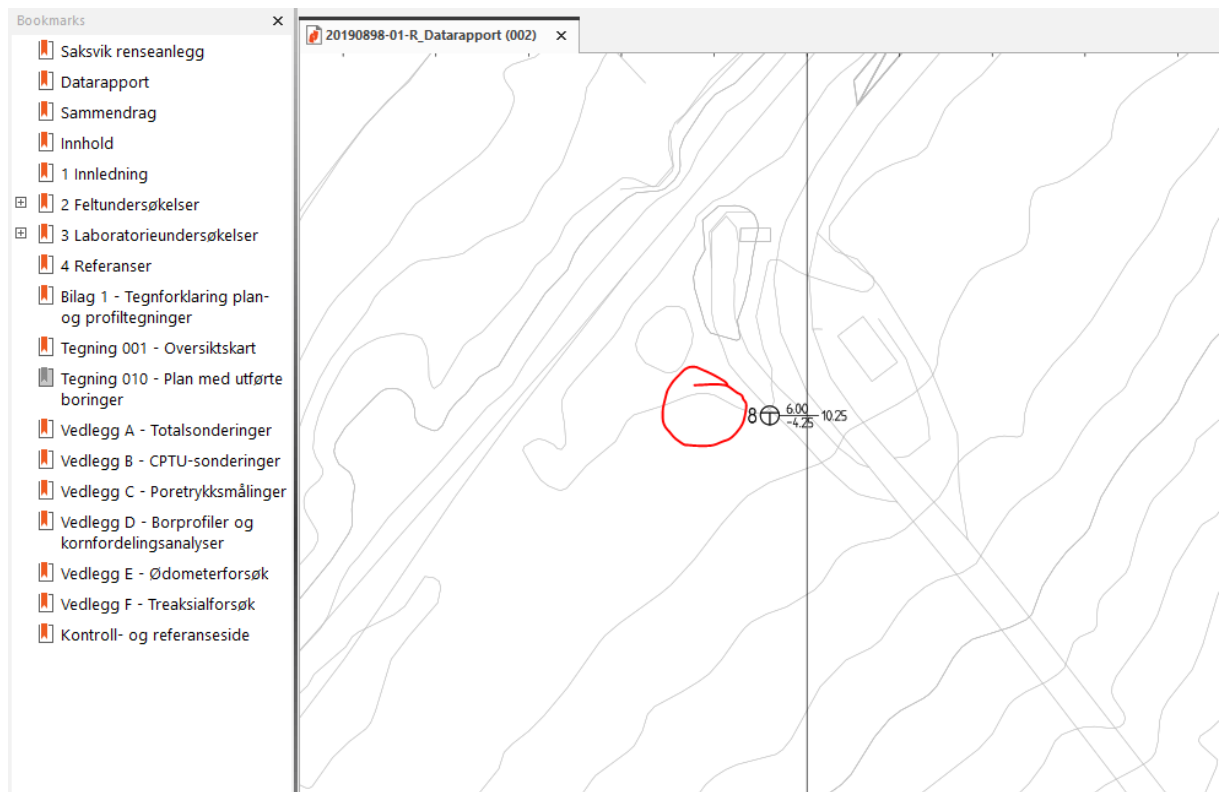 Bookmarks
20190898-01-R_Datarapport (002)
Saksvik renseanlegg
Datarapport
Sammendrag
Innhold
1 Innledning
2 Feltundersøkelser
3 Laboratorieundersøkelser
4 Referanser
Bilag 1 - Tegnforklaring plan-
og profiltegninger
Tegning 001 - Oversiktskart
Tegning 010 - Plan med utførte
boringer
Vedlegg A - Totalsonderinger
Vedlegg B - CPTU-sonderinger
Vedlegg C - Poretrykksmålinger
Vedlegg D - Borprofiler og
kornfordelingsanalyser
Vedlegg E - Ødometerforsøk
Vedlegg F - Treaksialforsøk
Kontroll- og referanseside
8 6.00 10.25
-4.25